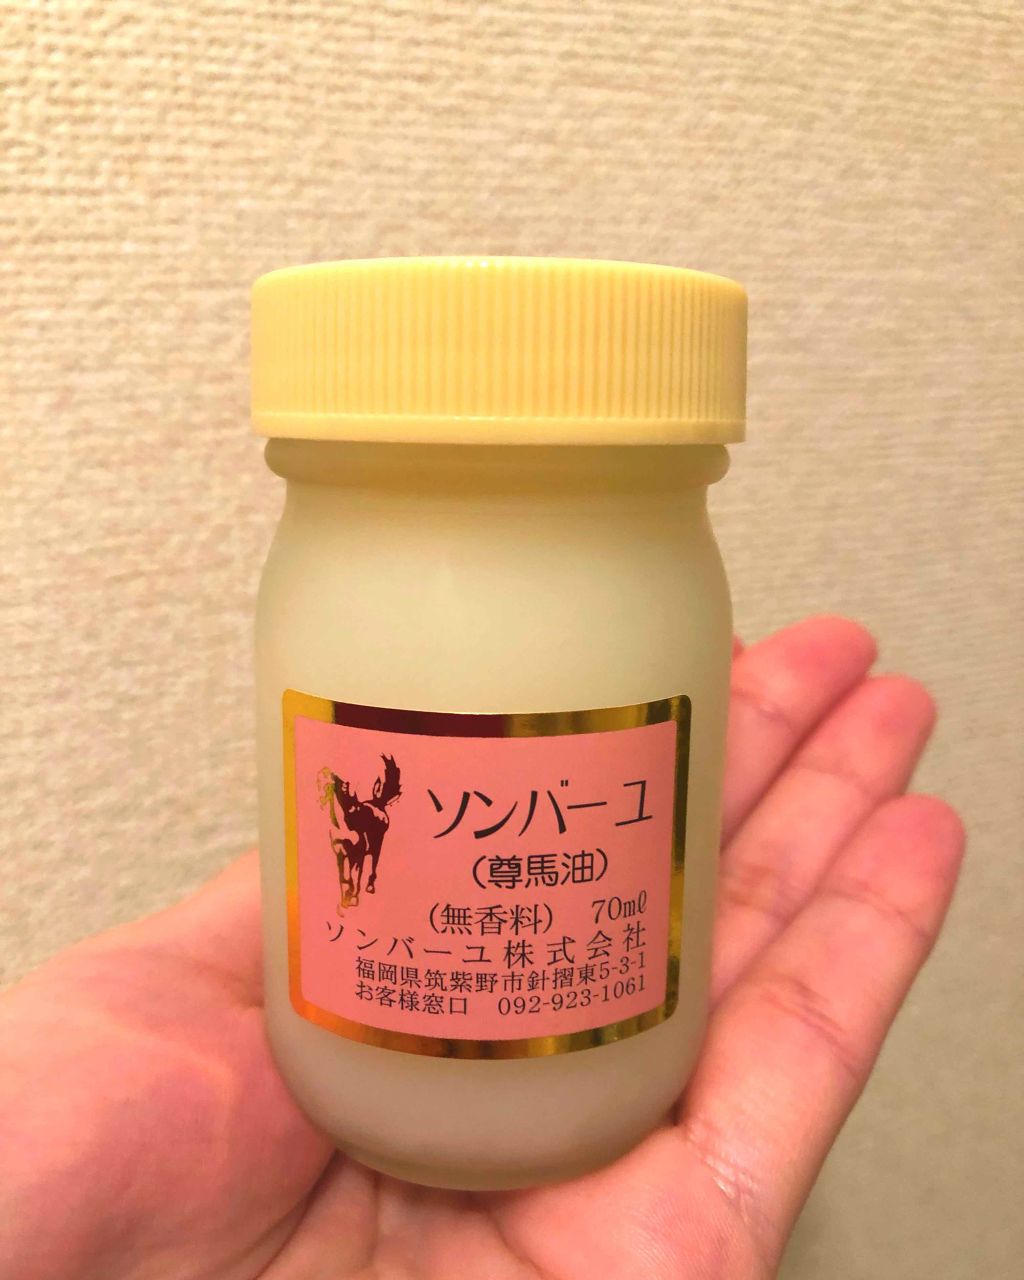 ソンバーユ
(尊馬油)
(無香料) 70mℓ
ソンバーユ株式会社
福岡県筑紫野市針摺東5-3-1
お客様窓口 092-923-1061